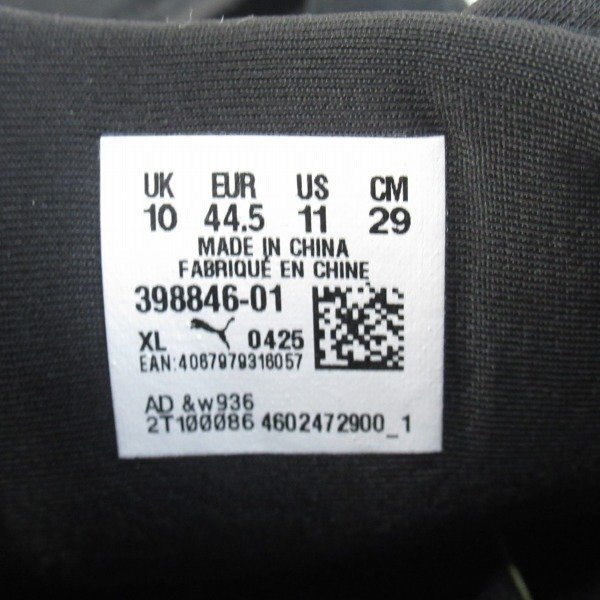 UK EUR US CM
10 44.5 11 29
MADE IN CHINA
FABRIQUÉ EN CHINE
398846-01
XL 0425
EAN:4067979316057
AD &w936
2T100086 4602472900_1